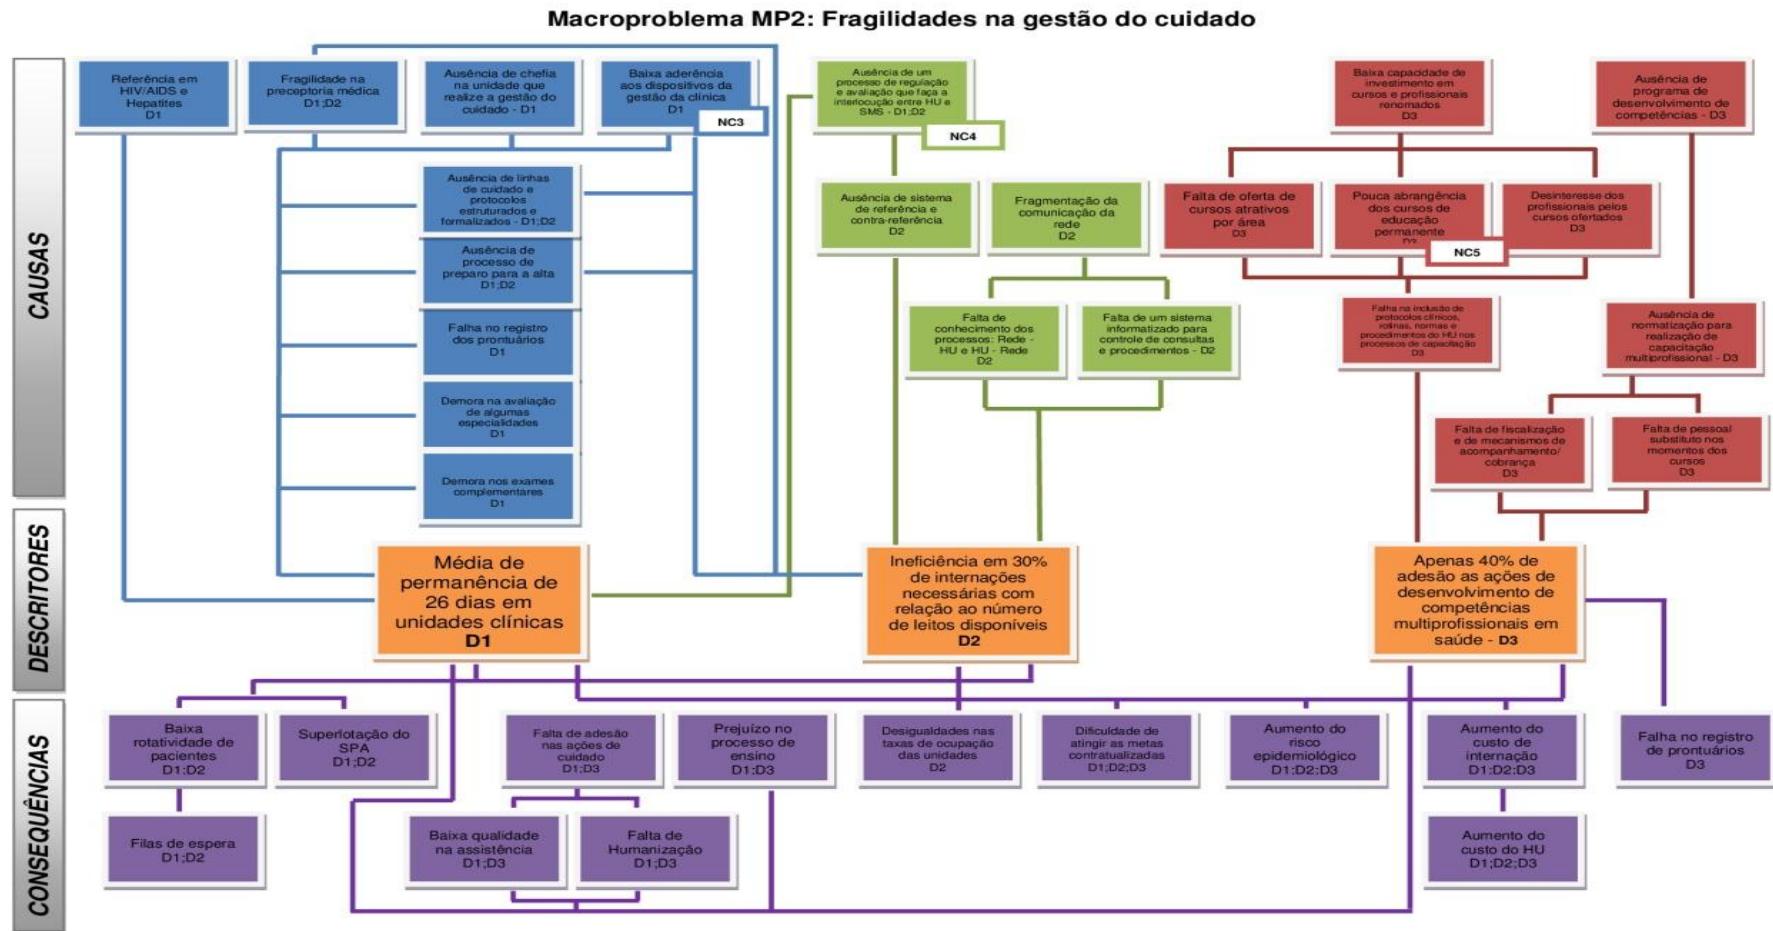 Macroproblema MP2: Fragilidades na gestão do cuidado
CAUSAS
Referência em
HIV/AIDS e
Hepatites
D1
Fragilidade na
preceptoria médica
D1;D2
Ausência de chefia
na unidade que
realize a gestão do
cuidado - D1
Baixa aderência
aos dispositivos da
gestão da clínica
D1
NC3
Ausência de um
processo de regulação
e avaliação que faça a
interlocução entre HU e
SMS - D1;D2
NC4
Baixa capacidade de
investimento em
cursos e profissionais
renomados
D3
Ausência de
programa de
desenvolvimento de
competências - D3
Ausência de linhas
de cuidado e
protocolos
estruturados e
formalizados - D1;D2
Ausência de sistema
de referência e
contra-referência
D2
Fragmentação da
comunicação da
rede
D2
Falta de oferta de
cursos atrativos
por área
D3
Pouca abrangência
dos cursos de
educação
permanente
NC5
Desinteresse dos
profissionais pelos
cursos ofertados
D3
Ausência de
processo de
preparo para a alta
D1;D2
Falha no registro
dos prontuários
D1
Falta de
conhecimento dos
processos: Rede -
HU e HU - Rede
D2
Falta de um sistema
informatizado para
controle de consultas
e procedimentos - D2
Falha na inclusão de
protocolos clínicos,
rotinas, normas e
procedimentos do HU nos
processos de capacitação
D3
Ausência de
normatização para
realização de
capacitação
multiprofissional - D3
Demora na avaliação
de algumas
especialidades
D1
Falta de fiscalização
e de mecanismos de
acompanhamento/
cobrança
D3
Falta de pessoal
substituto nos
momentos dos
cursos
D3
Demora nos exames
complementares
D1
DESCRITORES
Média de
permanência de
26 dias em
unidades clínicas
D1
Ineficiência em 30%
de internações
necessárias com
relação ao número
de leitos disponíveis
D2
Apenas 40% de
adesão as ações de
desenvolvimento de
competências
multiprofissionais em
saúde - D3
CONSEQUÊNCIAS
Baixa
rotatividade de
pacientes
D1;D2
Superlotação do
SPA
D1;D2
Falta de adesão
nas ações de
cuidado
D1;D3
Prejuízo no
processo de
ensino
D1;D3
Desigualdades nas
taxas de ocupação
das unidades
D2
Dificuldade de
atingir as metas
contratualizadas
D1;D2;D3
Aumento do
risco
epidemiológico
D1;D2;D3
Aumento do
custo de
internação
D1:D2:D3
Falha no registro
de prontuários
D3
Filas de espera
D1;D2
Baixa qualidade
na assistência
D1;D3
Falta de
Humanização
D1;D3
Aumento do
custo do HU
D1;D2;D3